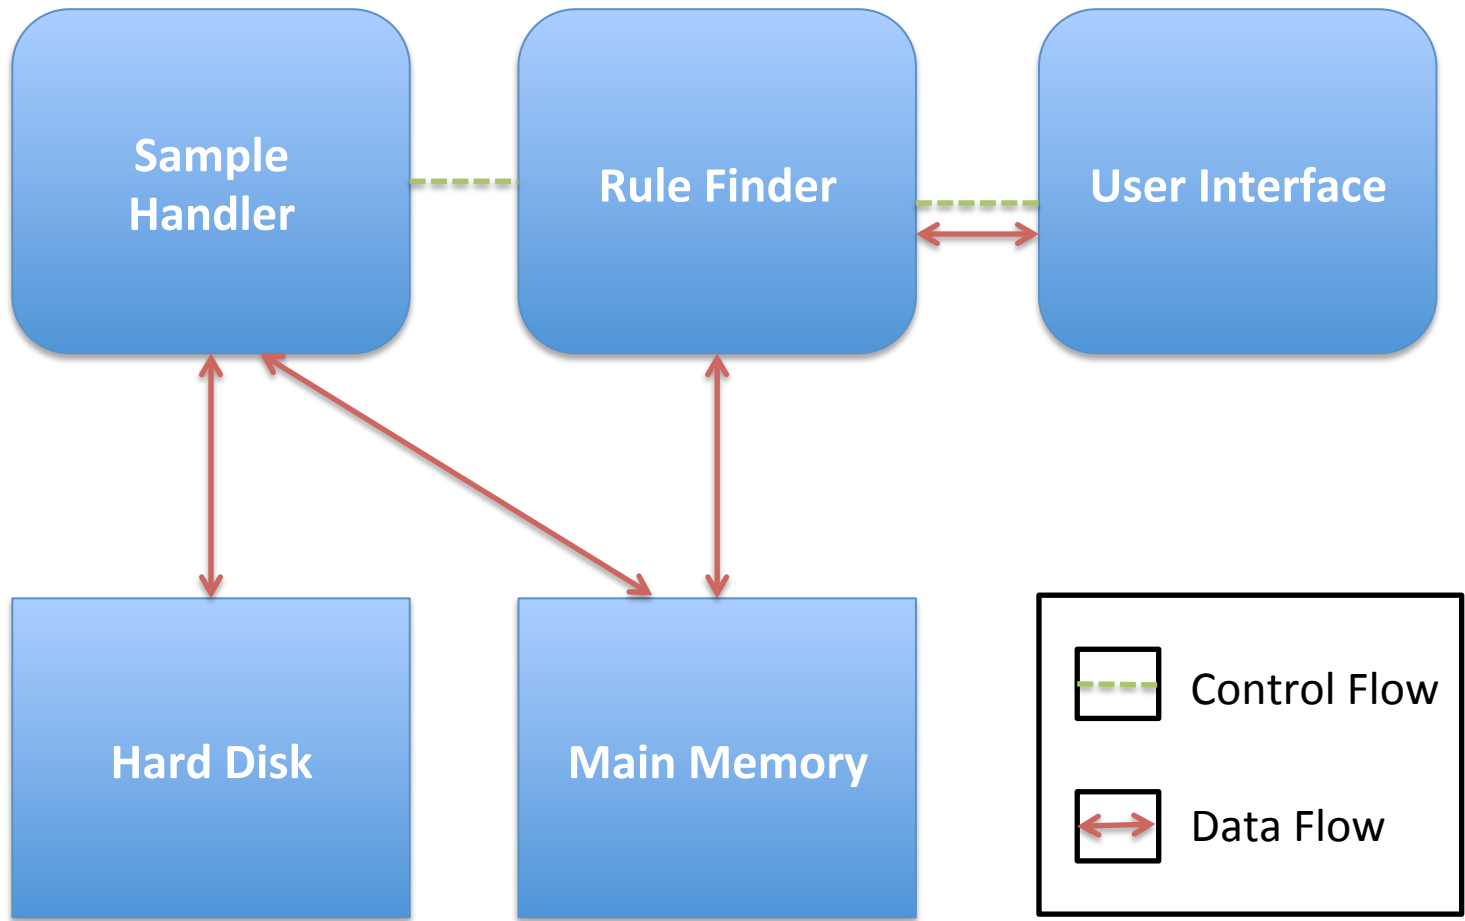 Sample
Handler
Rule Finder
User Interface
Hard Disk
Main Memory
Control Flow
Data Flow